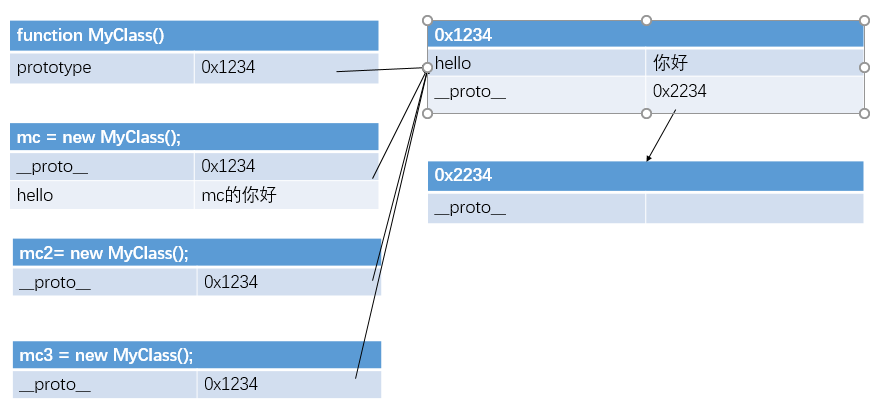 function MyClass()
prototype 0x1234
mc = new MyClass();
__proto__ 0x1234
hello mc的你好
mc2= new MyClass();
__proto__ 0x1234
mc3 = new MyClass();
__proto__ 0x1234
0x1234
hello 你好
__proto__ 0x2234
0x2234
__proto__